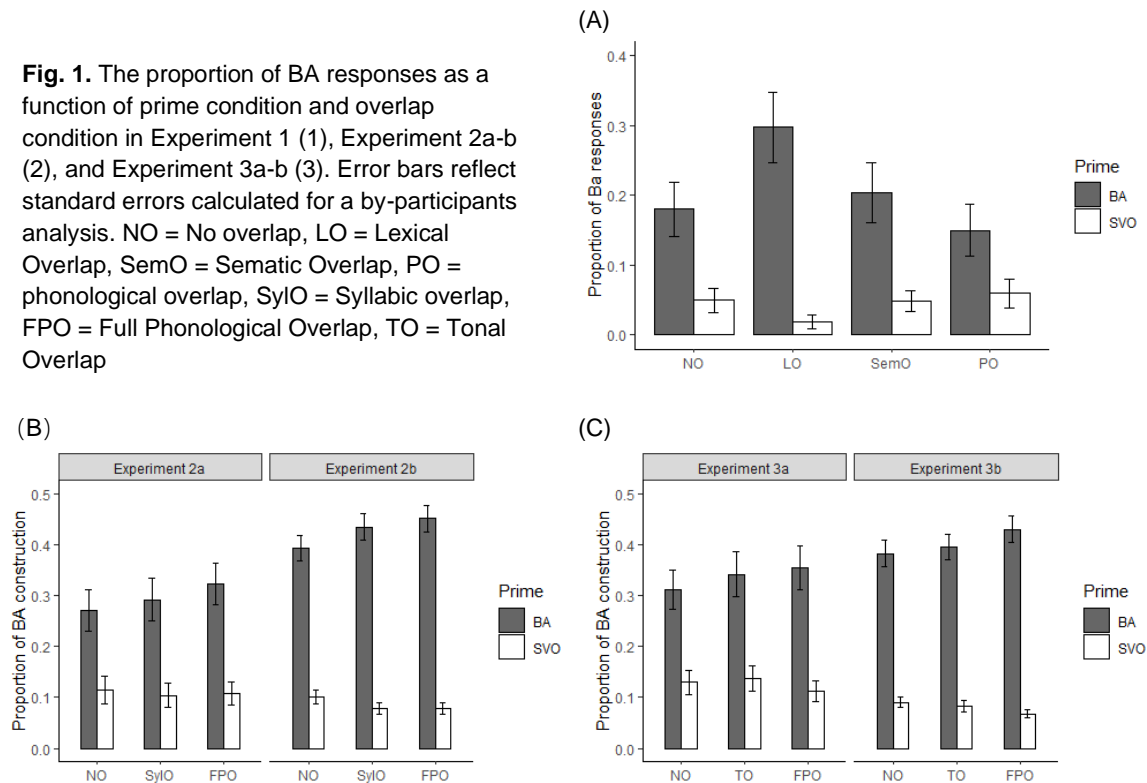 Fig. 1. The proportion of BA responses as a
function of prime condition and overlap
condition in Experiment 1 (1), Experiment 2a-b
(2), and Experiment 3a-b (3). Error bars reflect
standard errors calculated for a by-participants
analysis. NO = No overlap, LO = Lexical
Overlap, SemO = Sematic Overlap, PO =
phonological overlap, SylO = Syllabic overlap,
FPO = Full Phonological Overlap, TO = Tonal
Overlap
(A)
Proportion of Ba responses
0.4
0.3
0.2
0.1
0.0
NO LO SemO PO
Prime
BA
SVO
(B)
Experiment 2a Experiment 2b
Proportion of BA construction
0.5
0.4
0.3
0.2
0.1
0.0
NO SylO FPO NO SylO FPO
Prime
BA
SVO
(C)
Experiment 3a Experiment 3b
Proportion of BA construction
0.5
0.4
0.3
0.2
0.1
0.0
NO TO FPO NO TO FPO
Prime
BA
SVO